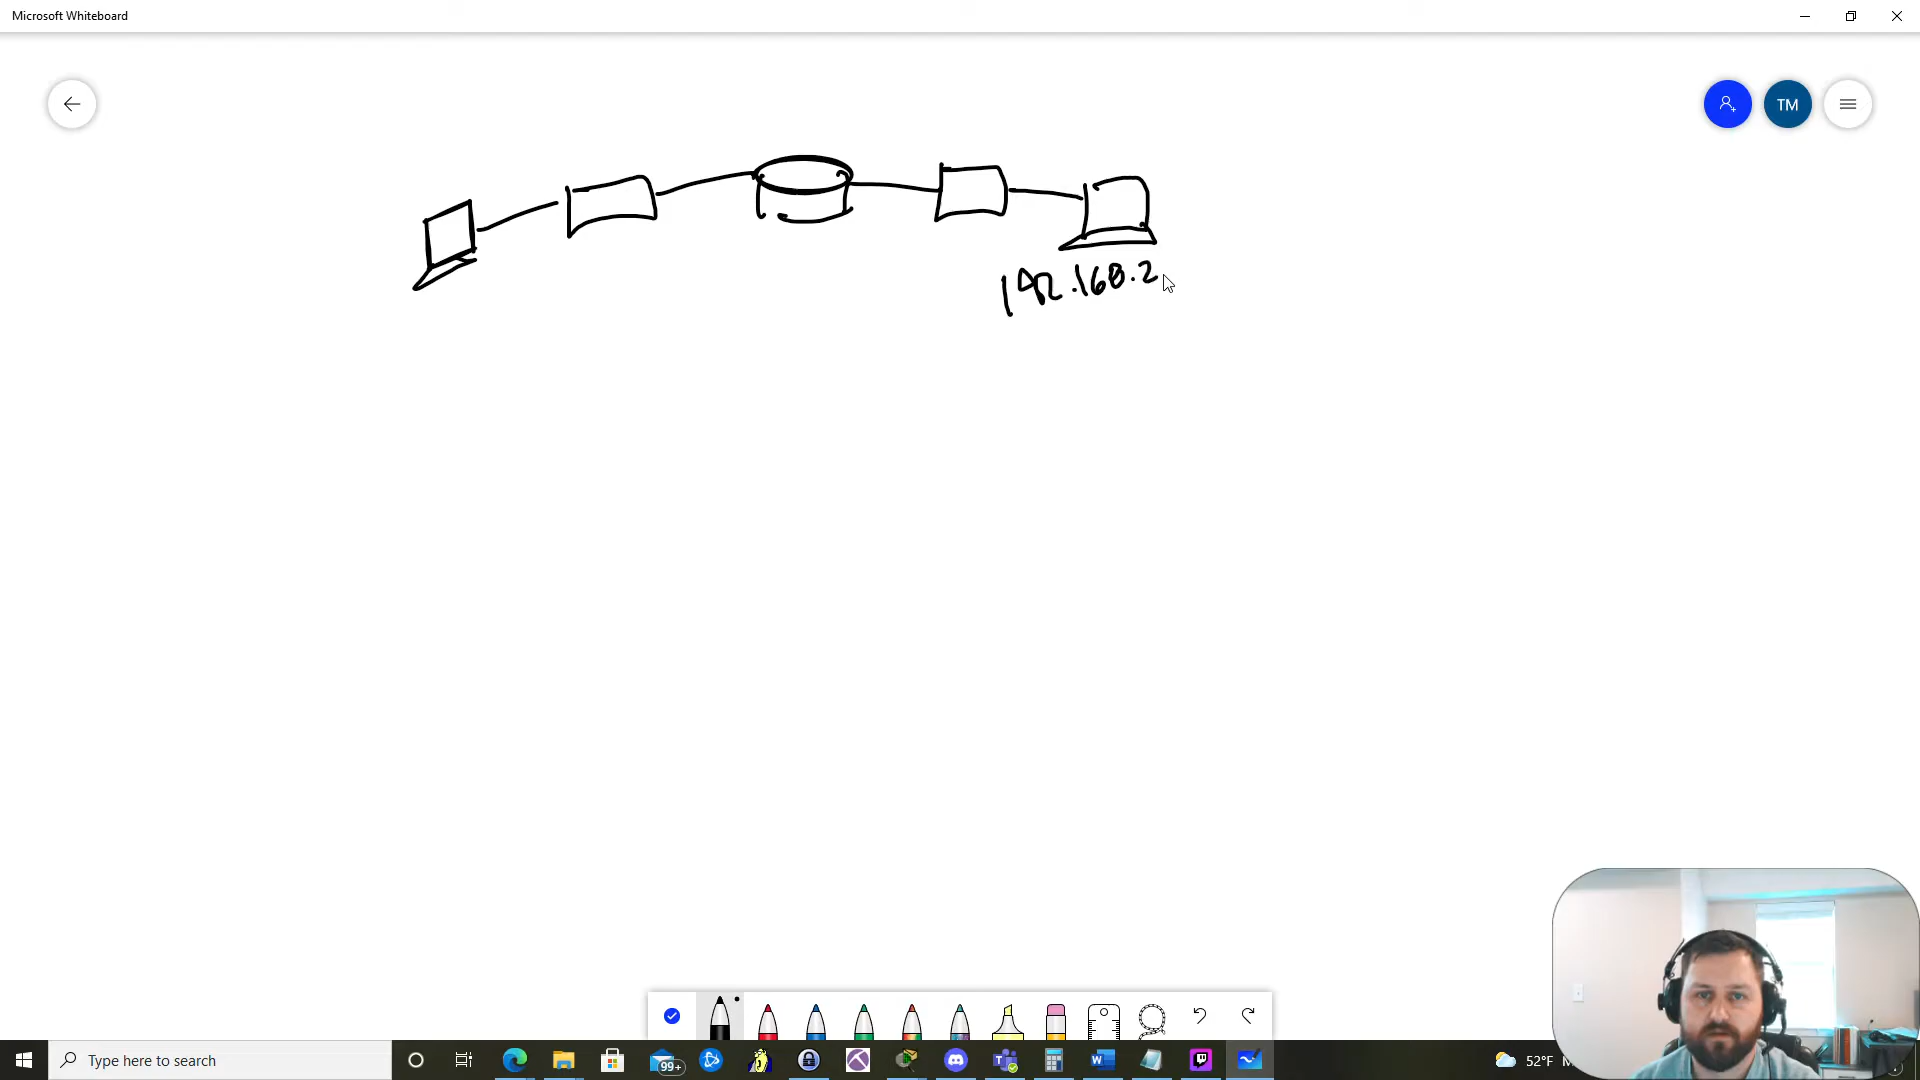 Microsoft Whiteboard
TM
192.168.2
Type here to search
99+
52°F